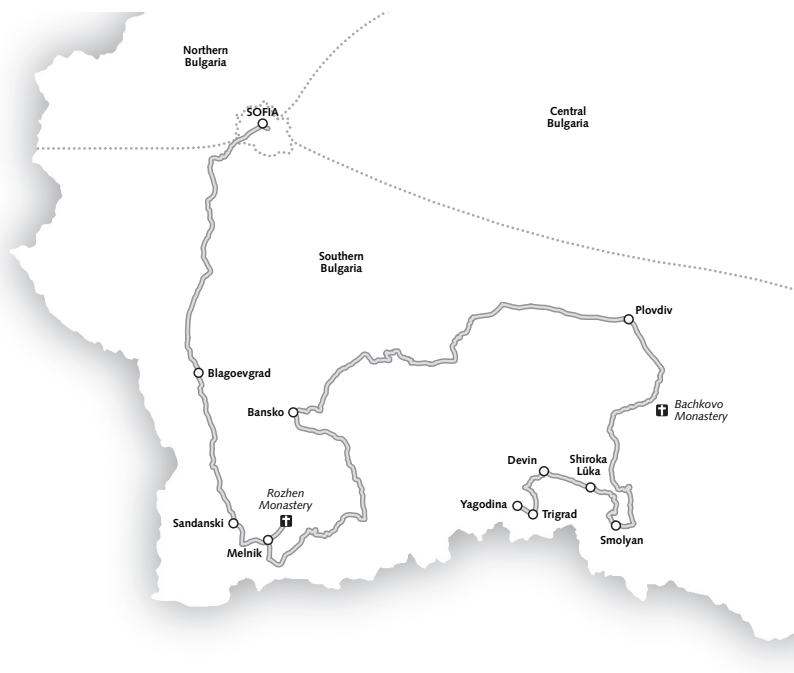 Northern
Bulgaria
SOFIA
Central
Bulgaria
Southern
Bulgaria
Plovdiv
Blagoevgrad
Bachkovo
Monastery
Bansko
Devin
Shiroka
Lûka
Rozhen
Monastery
Yagodina
Trigrad
Sandanski
Smolyan
Melnik